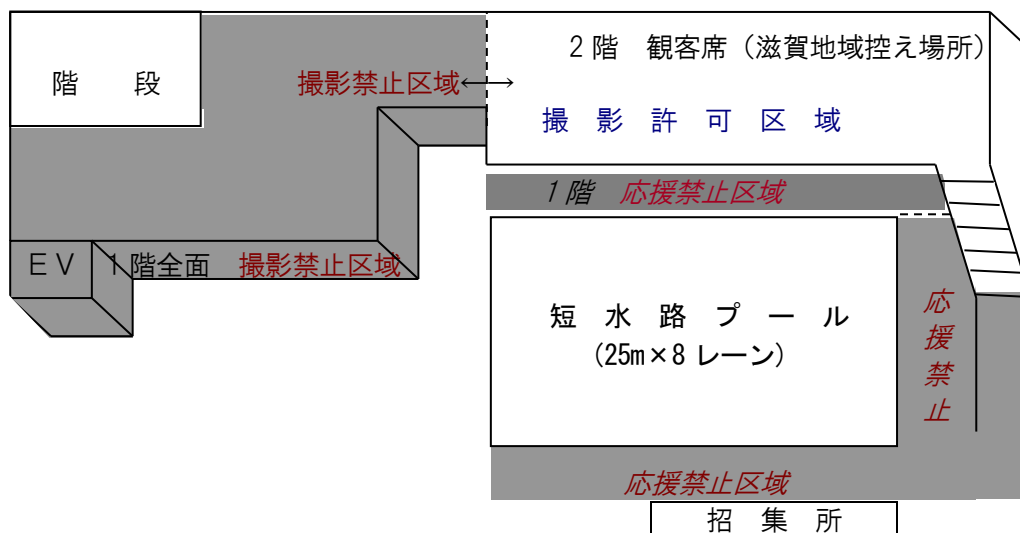 2階 観客席（滋賀地域控え場所）
階 段
撮影禁止区域
撮 影 許 可 区 域
1階 応援禁止区域
ＥＶ
1階全面 撮影禁止区域
短 水 路 プ ー ル
(25m×8レーン)
応援禁止
応援禁止区域
招 集 所